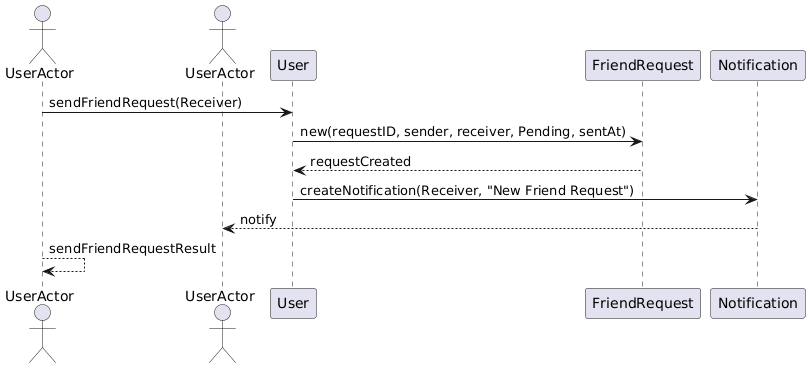 UserActor UserActor User FriendRequest Notification
sendFriendRequest(Receiver)
new(requestID, sender, receiver, Pending, sentAt)
requestCreated
createNotification(Receiver, "New Friend Request")
notify
sendFriendRequestResult
UserActor UserActor User FriendRequest Notification